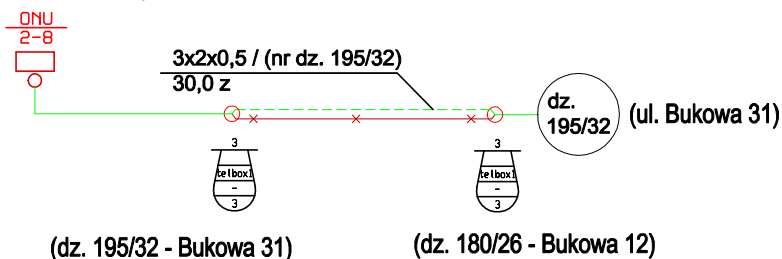 ONU
2-8
3x2x0,5 / (nr dz. 195/32)
30,0 z
dz.
195/32
(ul. Bukowa 31)
3
telbox1
-
3
3
telbox1
-
3
(dz. 195/32 - Bukowa 31)
(dz. 180/26 - Bukowa 12)